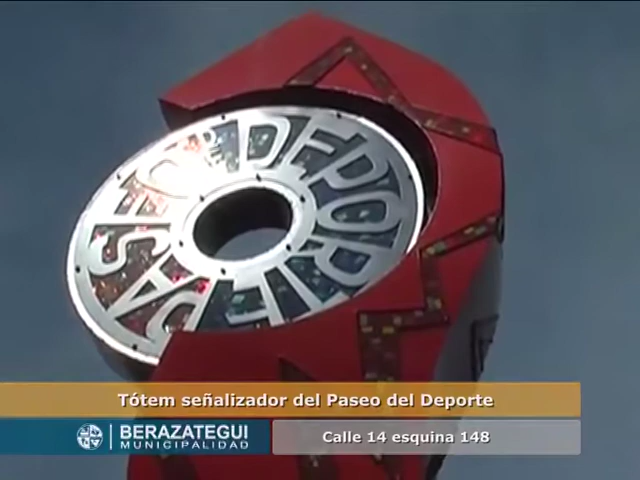 PASEO DEL DEPORTE
Tótem señalizador del Paseo del Deporte
BERAZATEGUI
MUNICIPALIDAD
Calle 14 esquina 148